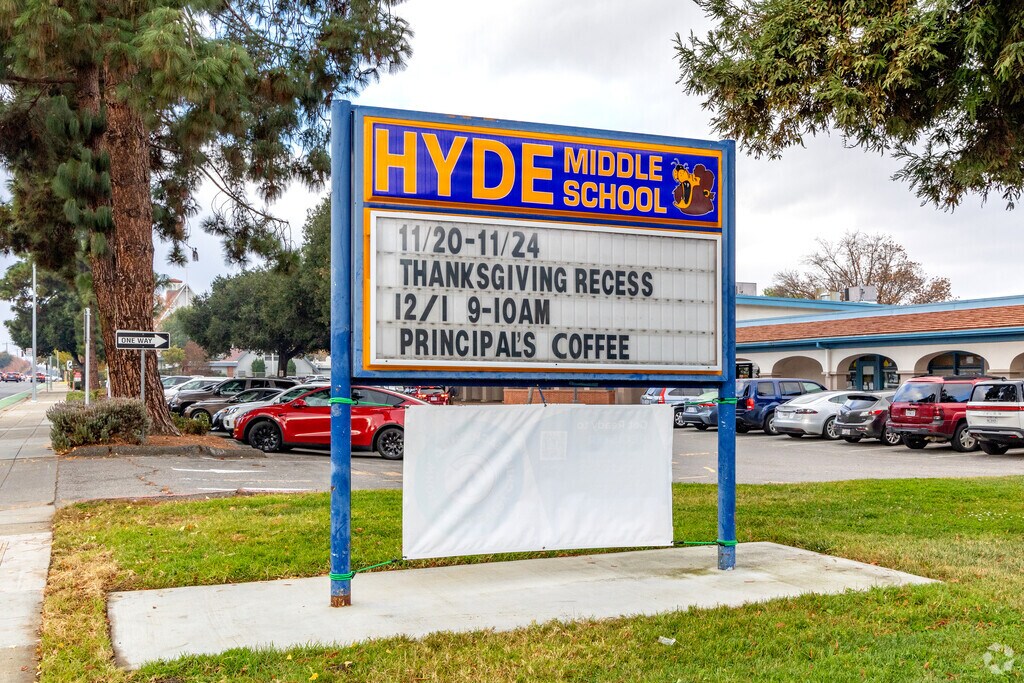 HYDE MIDDLE
SCHOOL
11/20-11/24
THANKSGIVING RECESS
12/1 9-10AM
PRINCIPAL'S COFFEE
ONE WAY